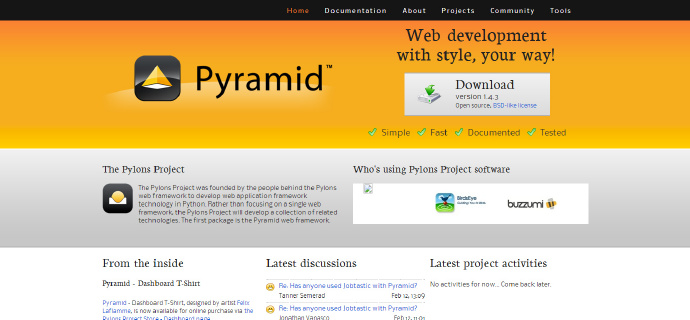 Home Documentation About Projects Community Tools
Web development
with style, your way!
Pyramid™
Download
version 1.4.3
Open source, BSD-like license
Simple Fast Documented Tested
The Pylons Project
The Pylons Project was founded by the people behind the Pylons
web framework to develop web application framework
technology in Python. Rather than focusing on a single web
framework, the Pylons Project will develop a collection of related
technologies. The first package is the Pyramid web framework.
Who's using Pylons Project software
BirdsEye
buzzumi
From the inside
Pyramid - Dashboard T-Shirt
Pyramid - Dashboard T-Shirt, designed by artist Felix
Laflamme, is now available for online purchase via the
Pylons Project Store - Dashboard page
Latest discussions
Re: Has anyone used Jobtastic with Pyramid?
Tanner Semerad Feb 12, 13:09
Re: Has anyone used Jobtastic with Pyramid?
Jonathan Vanasco Feb 12, 11:01
Latest project activities
No activities for now... Come back later.